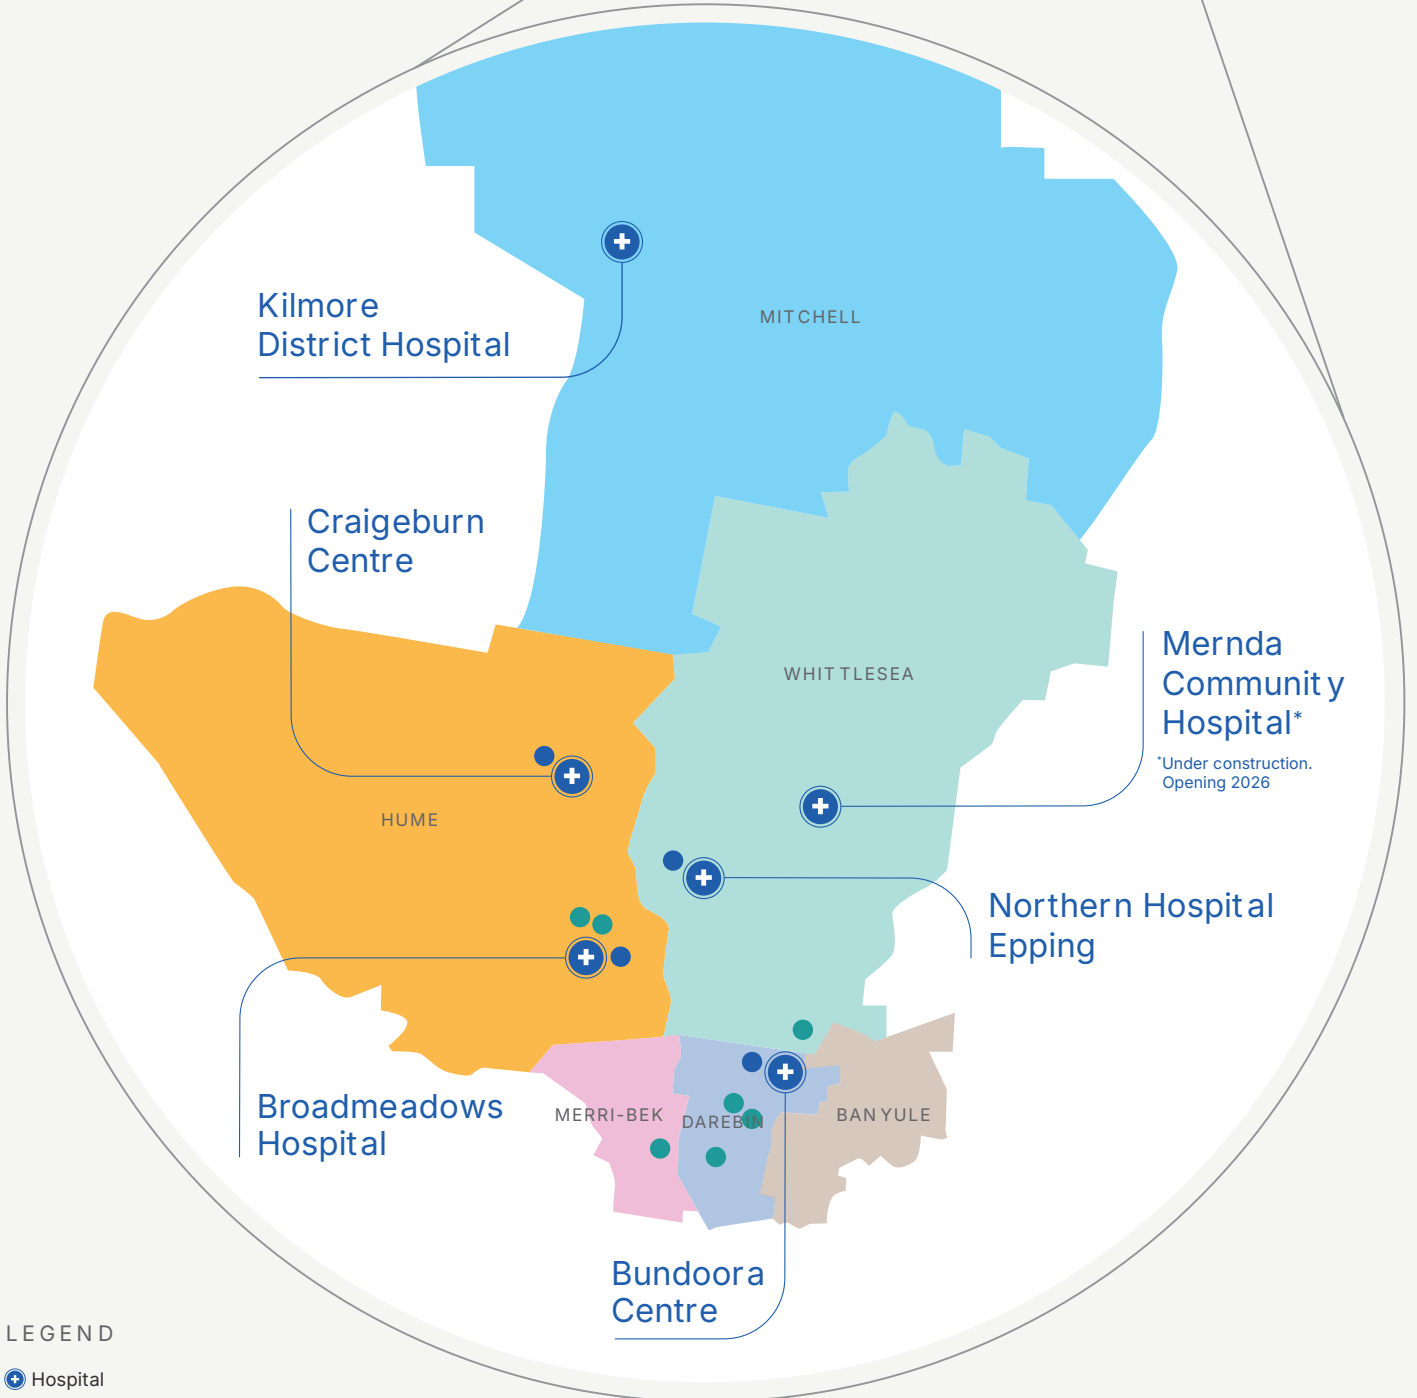 Kilmore
District Hospital
MITCHELL
Craigeburn
Centre
Mernda
Community
Hospital*
*Under construction.
Opening 2026
WHITTLESEA
HUME
Northern Hospital
Epping
Broadmeadows
Hospital
MERRI-BEK
DAREBIN
BANYULE
Bundoora
Centre
LEGEND
Hospital